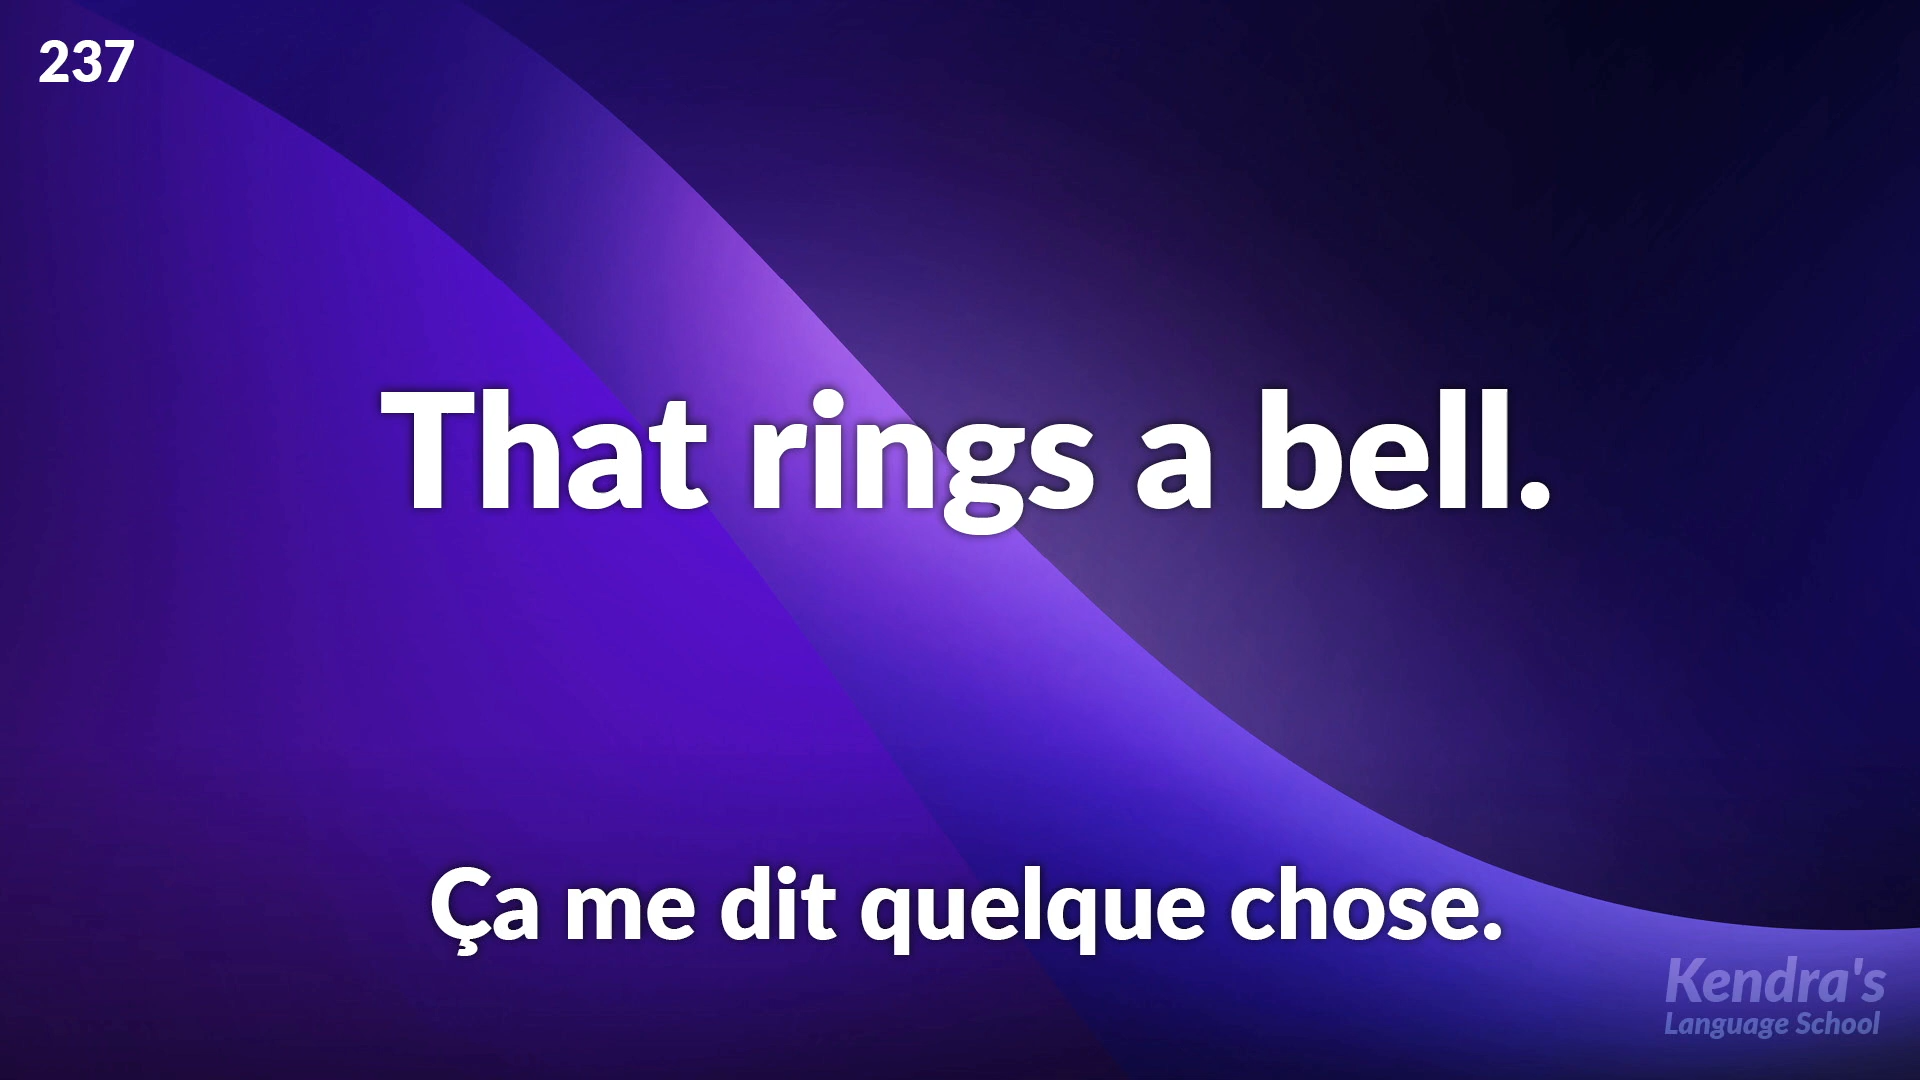 237
That rings a bell.
Ça me dit quelque chose.
Kendra's
Language School